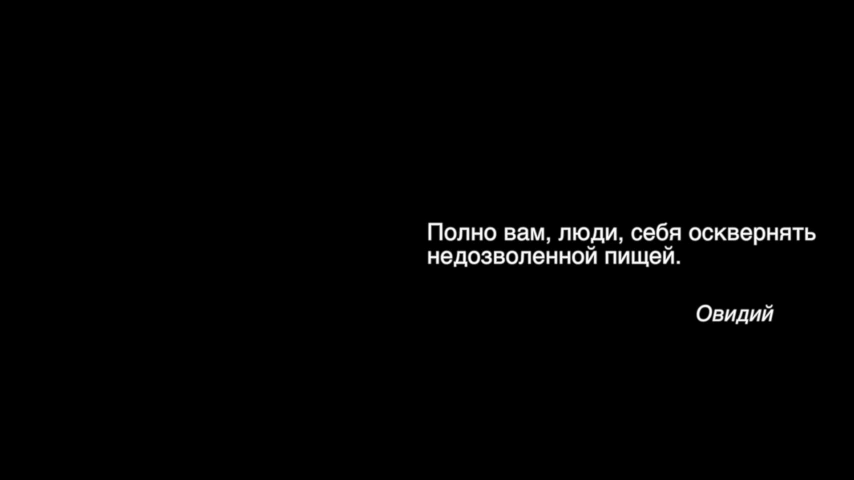 Полно вам, люди, себя осквернять
недозволенной пищей.
Овидий